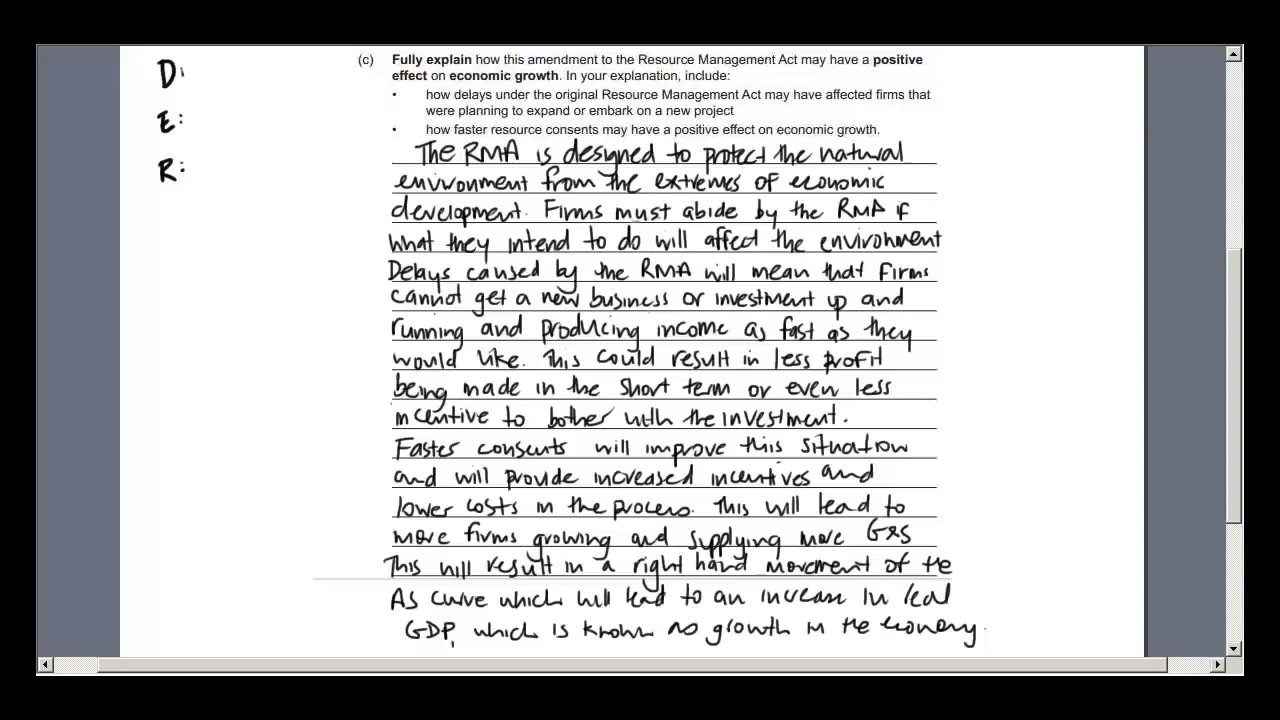 D:
E:
R:
(c) Fully explain how this amendment to the Resource Management Act may have a positive
effect on economic growth. In your explanation, include:
• how delays under the original Resource Management Act may have affected firms that
were planning to expand or embark on a new project
• how faster resource consents may have a positive effect on economic growth.
The RMA is designed to protect the natural
environment from the extremes of economic
development. Firms must abide by the RMA if
what they intend to do will affect the environment
Delays caused by the RMA will mean that firms
cannot get a new business or investment up and
running and producing income as fast as they
would like. This could result in less profit
being made in the short term or even less
incentive to bother with the investment.
Faster consents will improve this situation
and will provide increased incentives and
lower costs in the process. This will lead to
more firms growing and supplying more G&S
This will result in a right hand movement of the
AS curve which will lead to an increase in real
GDP, which is known as growth in the economy.